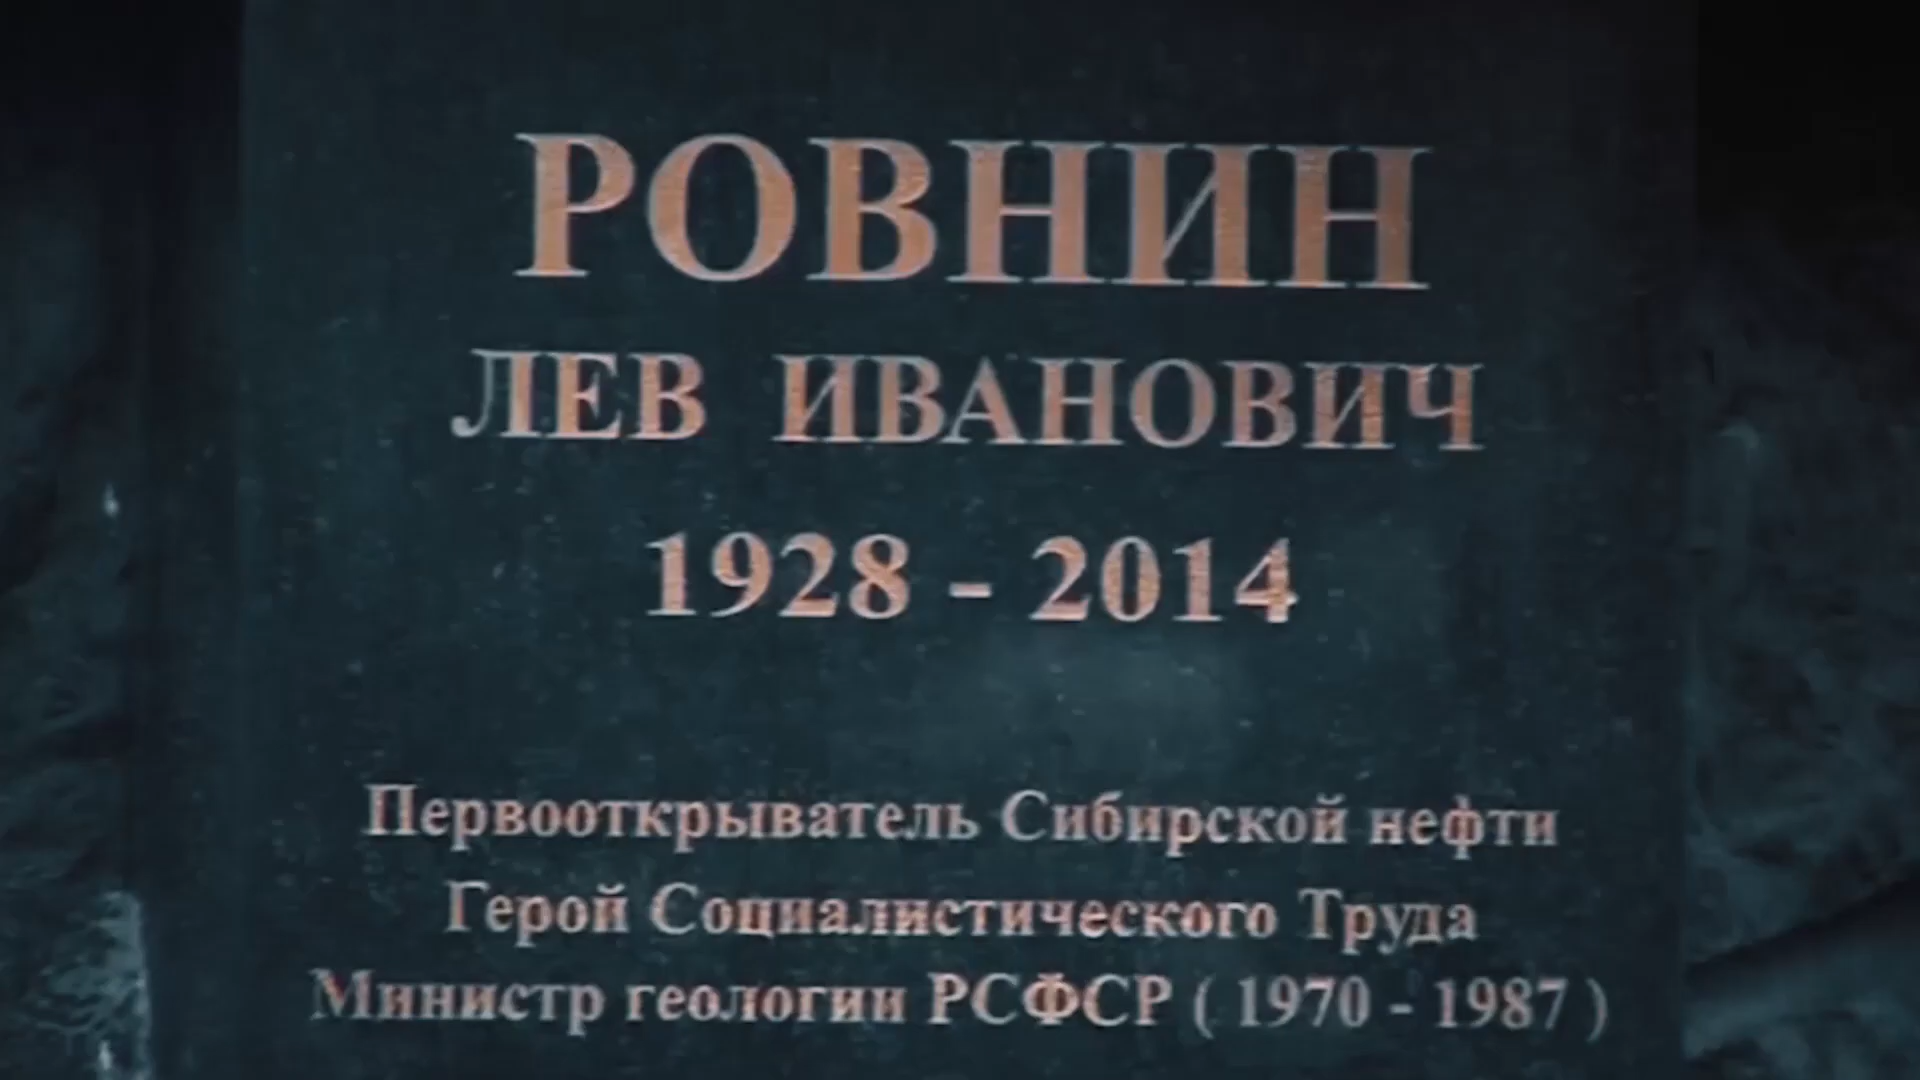 РОВНИН
ЛЕВ ИВАНОВИЧ
1928 - 2014
Первооткрыватель Сибирской нефти
Герой Социалистического Труда
Министр геологии РСФСР ( 1970 - 1987 )